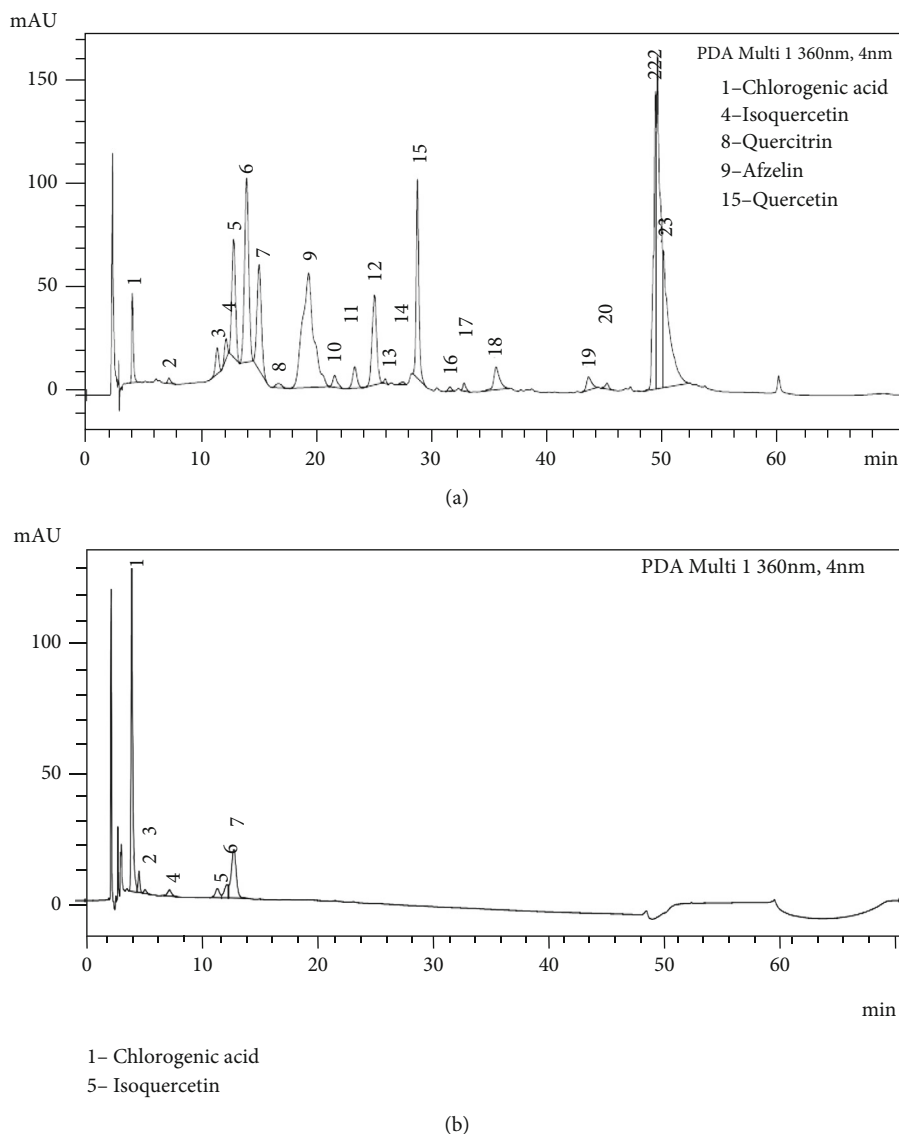 mAU
PDA Multi 1 360nm, 4nm
1–Chlorogenic acid
4–Isoquercetin
8–Quercitrin
9–Afzelin
15–Quercetin
150
100
50
0
1
2
3
4
5
6
7
8
9
10
11
12
13
14
15
16
17
18
19
20
222
23
0 10 20 30 40 50 60 min
(a)
mAU
PDA Multi 1 360nm, 4nm
100
50
0
1
2
3
4
5
6
7
0 10 20 30 40 50 60
min
1– Chlorogenic acid
5– Isoquercetin
(b)